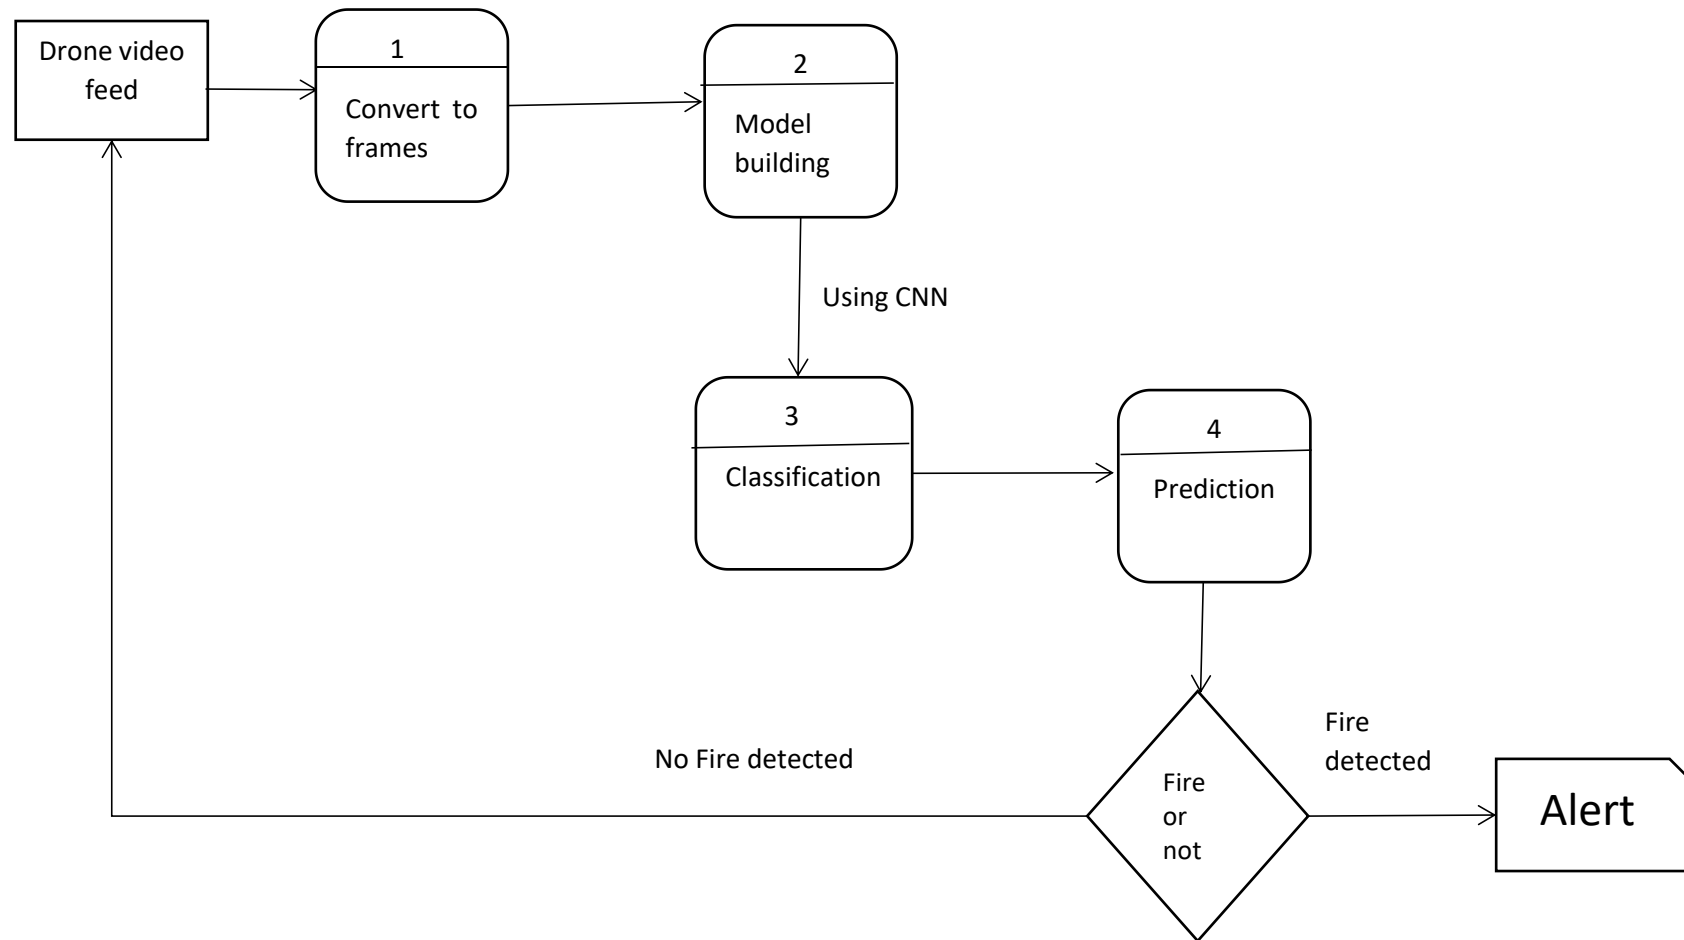 Drone video
feed
1
Convert to
frames
2
Model
building
Using CNN
3
Classification
4
Prediction
Fire
or
not
No Fire detected
Fire
detected
Alert